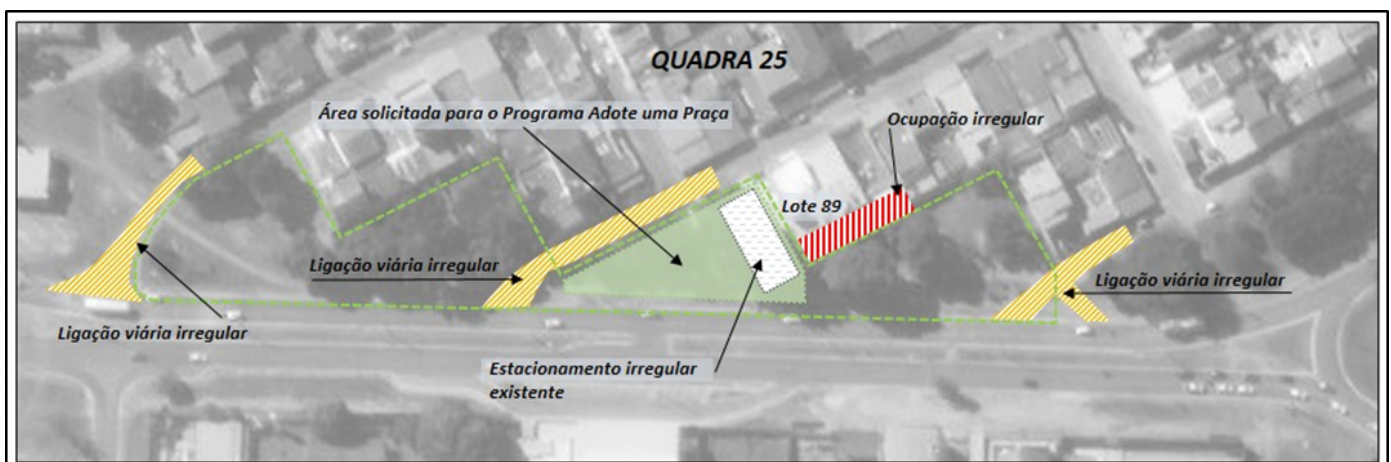 QUADRA 25
Área solicitada para o Programa Adote uma Praça
Ocupação irregular
Lote 89
Ligação viária irregular
Ligação viária irregular
Ligação viária irregular
Estacionamento irregular
existente